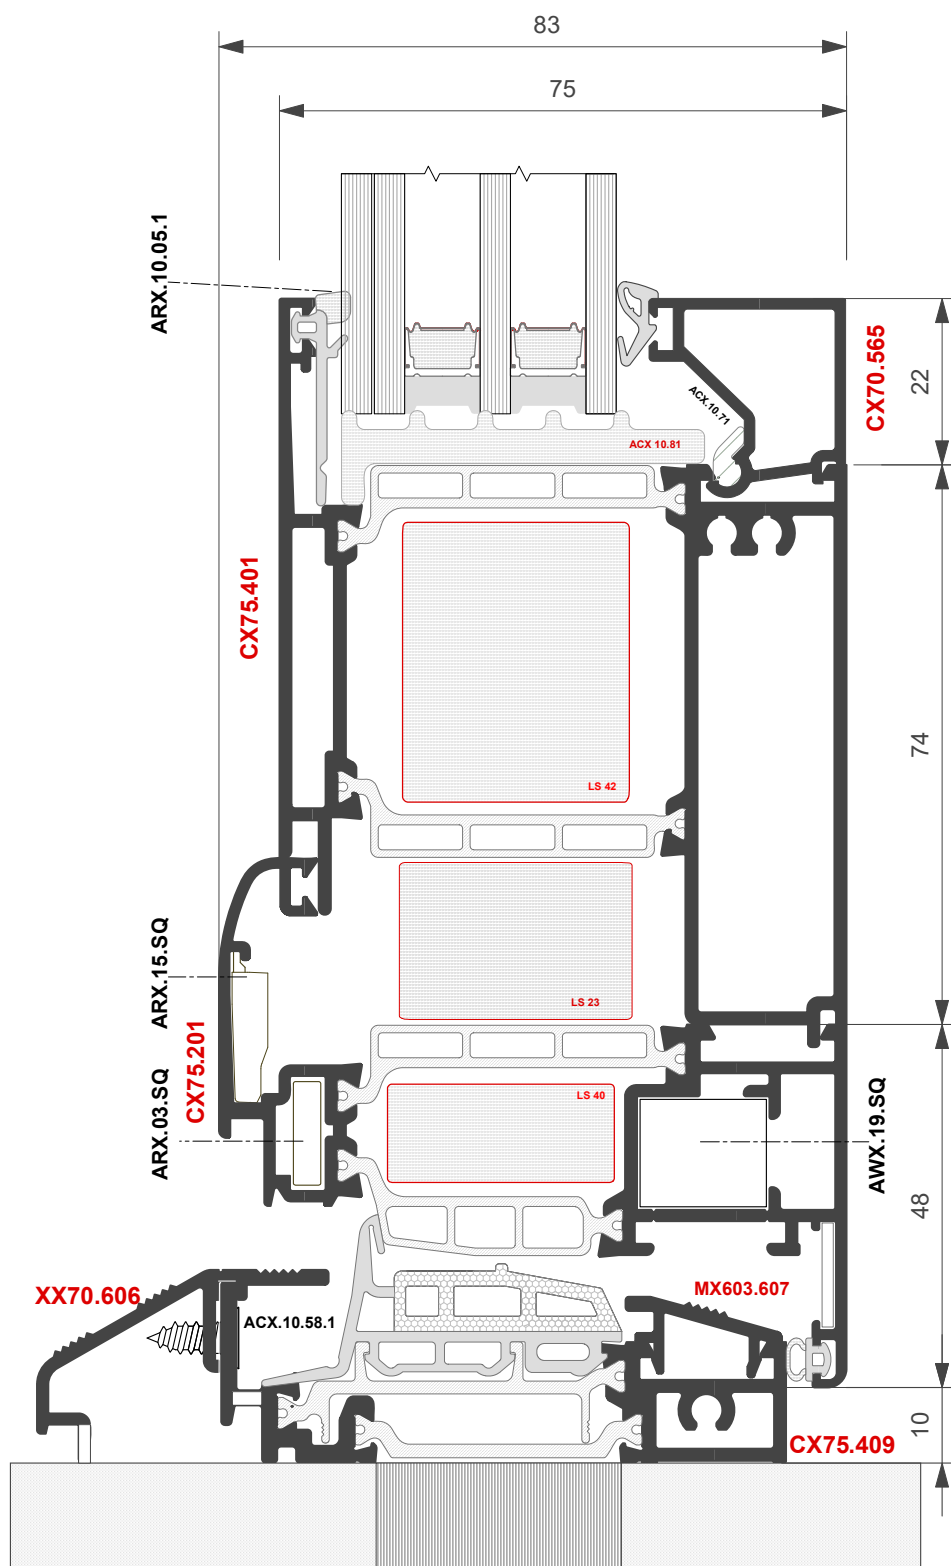 83
75
ARX.10.05.1
CX70.565
22
ACX.10.71
ACX 10.81
CX75.401
LS 42
74
ARX.15.SQ
LS 23
CX75.201
ARX.03.SQ
LS 40
AWX.19.SQ
48
XX70.606
MX603.607
ACX.10.58.1
CX75.409
10